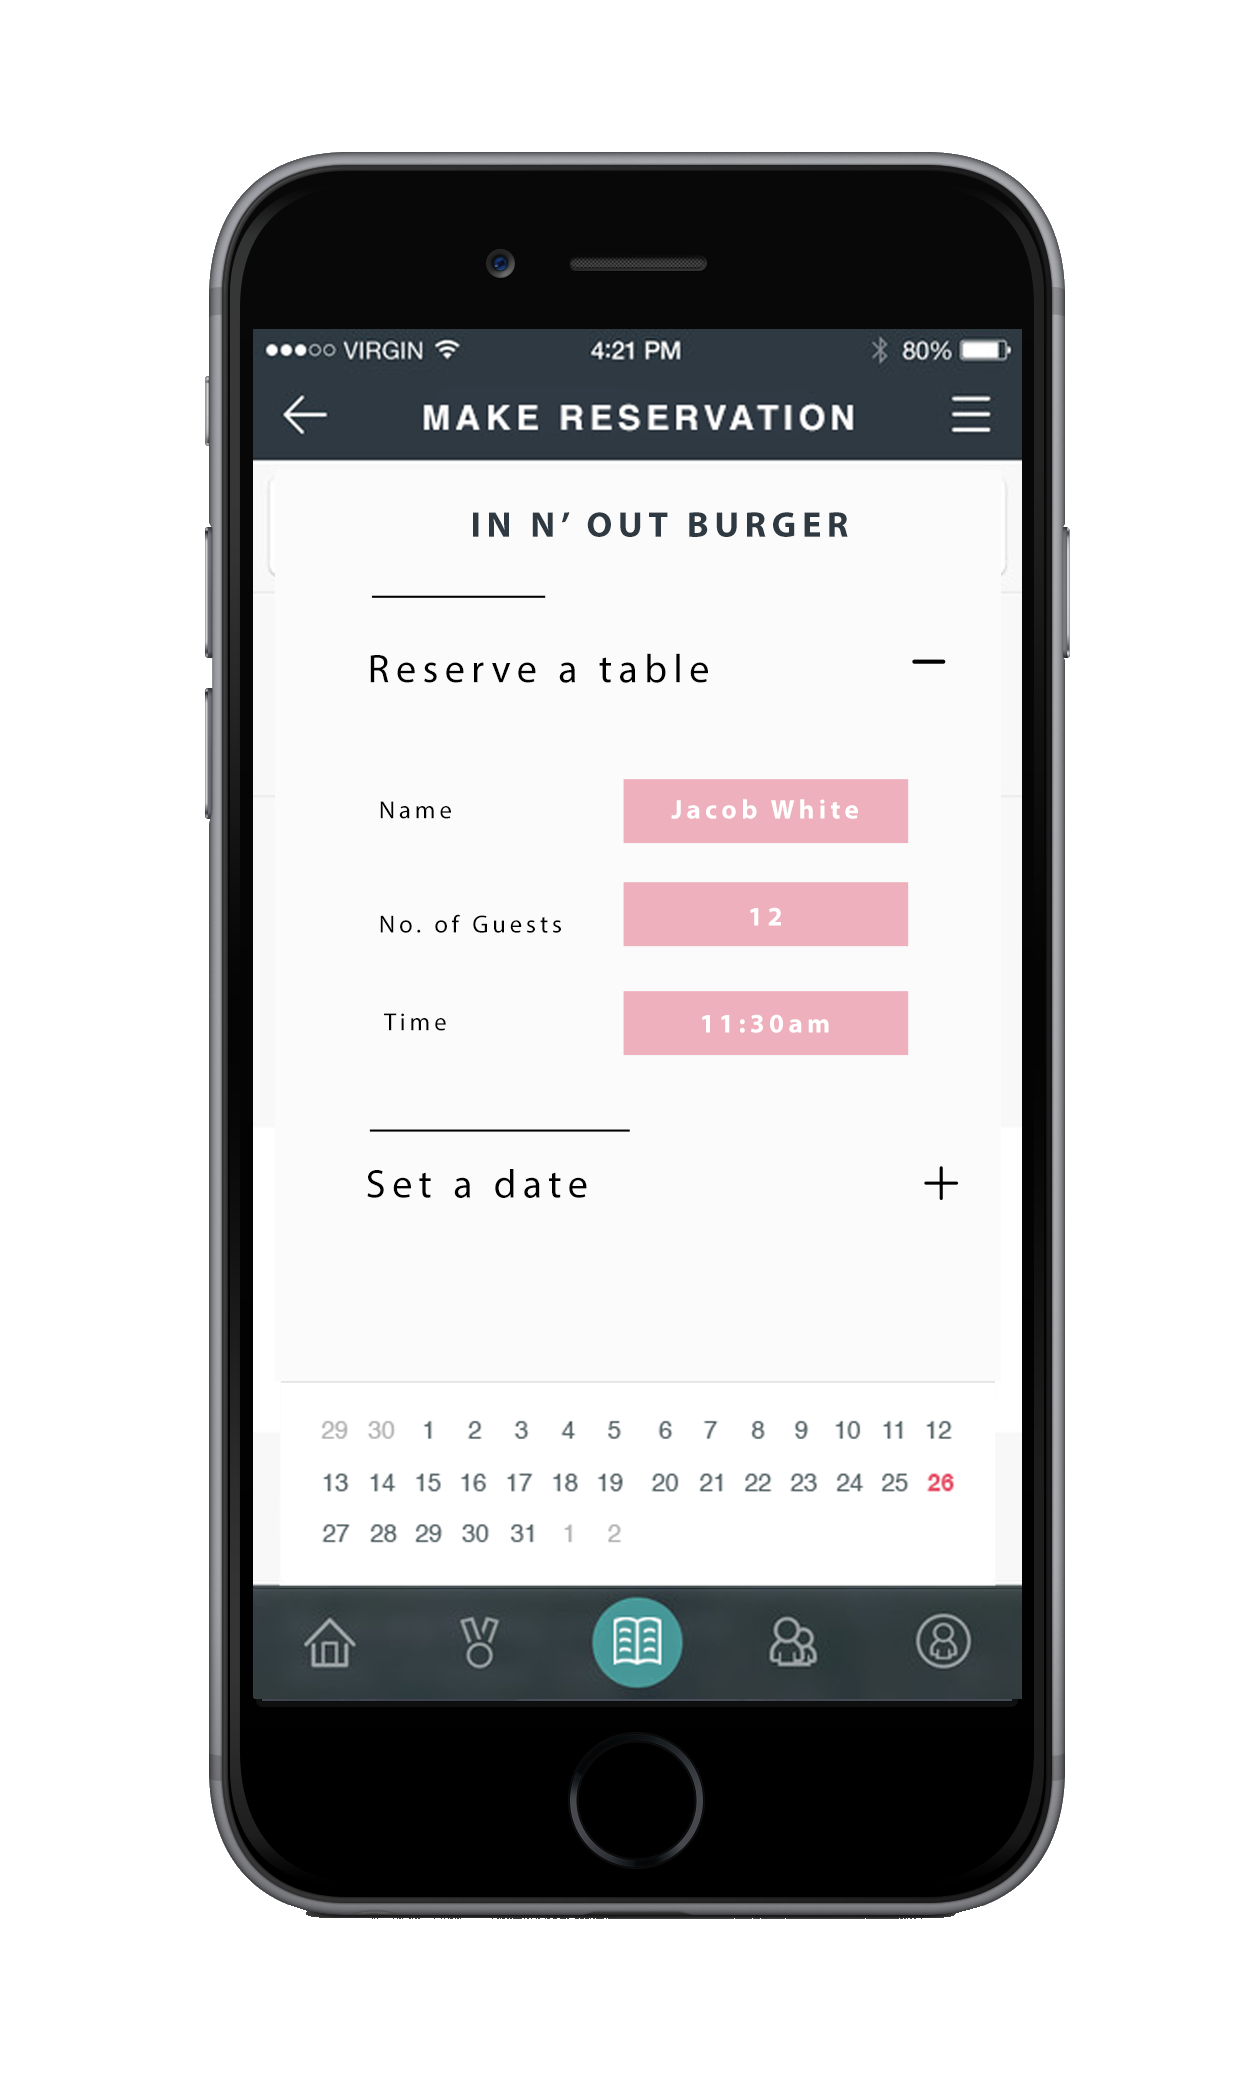 VIRGIN 4:21 PM 80%
MAKE RESERVATION
IN N’ OUT BURGER
Reserve a table
Name Jacob White
No. of Guests 12
Time 11:30am
Set a date
29 30 1 2 3 4 5 6 7 8 9 10 11 12
13 14 15 16 17 18 19 20 21 22 23 24 25 26
27 28 29 30 31 1 2